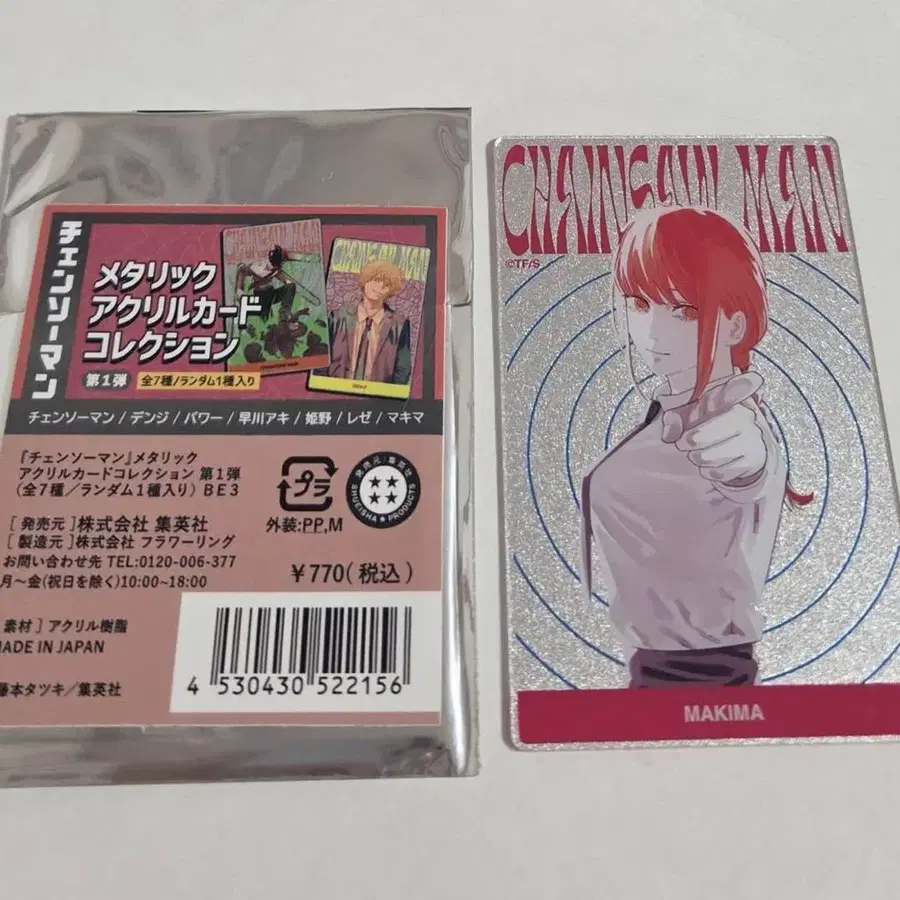 チェンソーマン
メタリック
アクリルカード
コレクション
第1弾 全7種/ランダム1種入り
チェンソーマン / デンジ / パワー / 早川アキ / 姫野 / レゼ / マキマ
『チェンソーマン』メタリック
アクリルカードコレクション 第1弾
(全7種/ランダム1種入り) BE3
プラ
外装:PP,M
発売元:集英社
SHUEISHA PRODUCTS
[ 発売元 ]株式会社 集英社
[ 製造元 ]株式会社 フラワーリング
お問い合わせ先 TEL:0120-006-377
月〜金(祝日を除く)10:00~18:00
¥770(税込)
素材 ] アクリル樹脂
MADE IN JAPAN
藤本タツキ/集英社
4 530430 522156
CHAINSAW MAN
CHAINSAW MAN
CHAINSAW MAN
©TF/S
MAKIMA